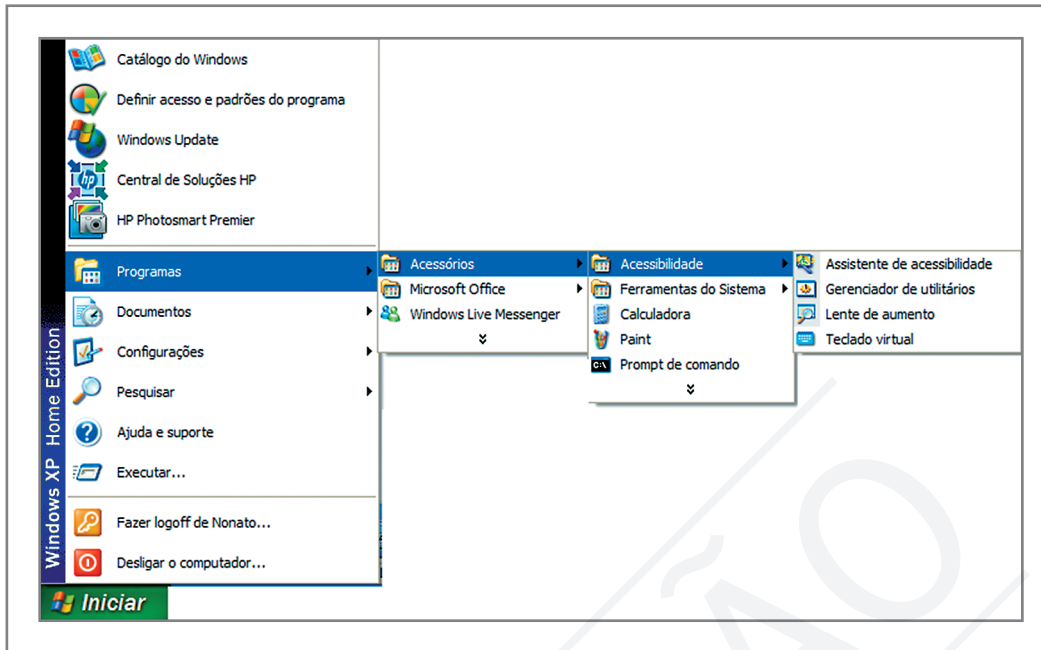 Catálogo do Windows
Definir acesso e padrões do programa
Windows Update
Central de Soluções HP
HP Photosmart Premier
Programas
Documentos
Configurações
Pesquisar
Ajuda e suporte
Executar...
Fazer logoff de Nonato...
Desligar o computador...
Windows XP Home Edition
Iniciar
Acessórios
Microsoft Office
Windows Live Messenger
Acessibilidade
Ferramentas do Sistema
Calculadora
Paint
Prompt de comando
Assistente de acessibilidade
Gerenciador de utilitários
Lente de aumento
Teclado virtual
ÃO